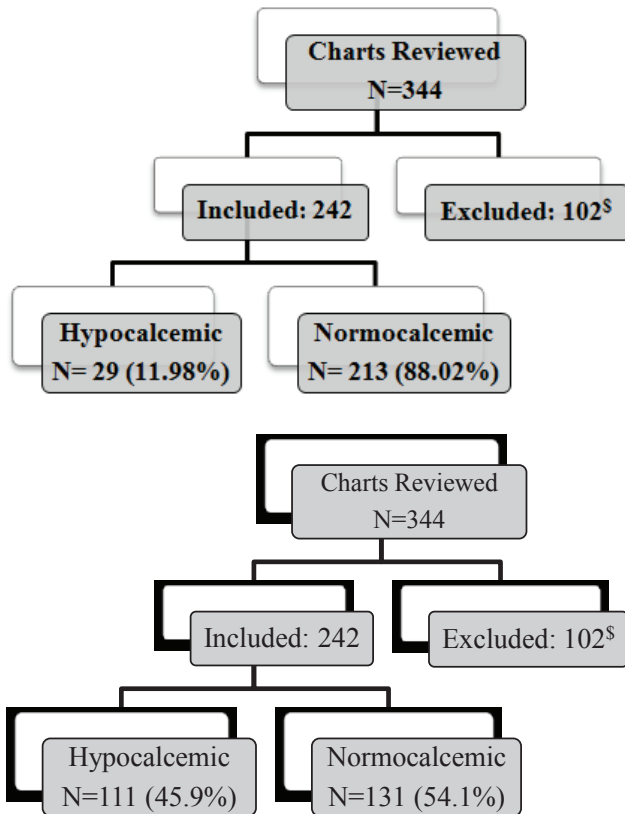 Charts Reviewed
N=344
Included: 242
Excluded: 102$
Hypocalcemic
N= 29 (11.98%)
Normocalcemic
N= 213 (88.02%)
Charts Reviewed
N=344
Included: 242
Excluded: 102$
Hypocalcemic
N=111 (45.9%)
Normocalcemic
N=131 (54.1%)